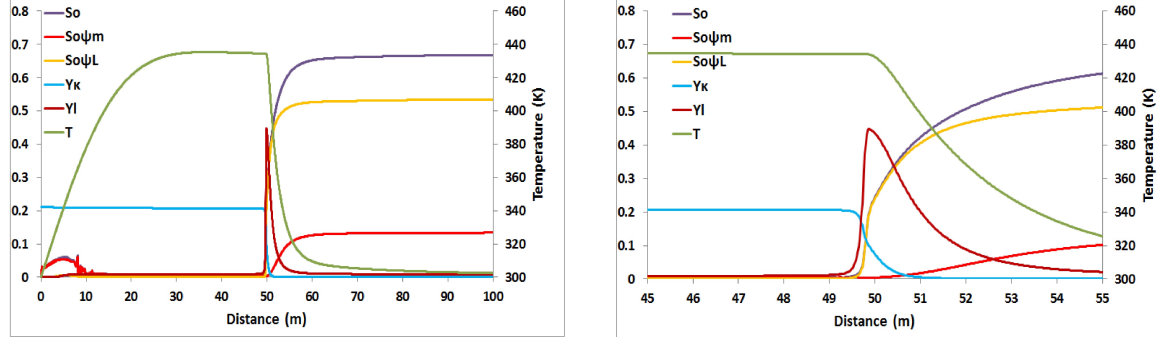 0.8
0.7
0.6
0.5
0.4
0.3
0.2
0.1
0
So
Soψm
SoψL
Yκ
Yl
T
460
440
420
400
380
360
340
320
300
Temperature (K)
0 10 20 30 40 50 60 70 80 90 100
Distance (m)
0.8
0.7
0.6
0.5
0.4
0.3
0.2
0.1
0
So
Soψm
SoψL
Yκ
Yl
T
460
440
420
400
380
360
340
320
300
Temperature (K)
45 46 47 48 49 50 51 52 53 54 55
Distance (m)